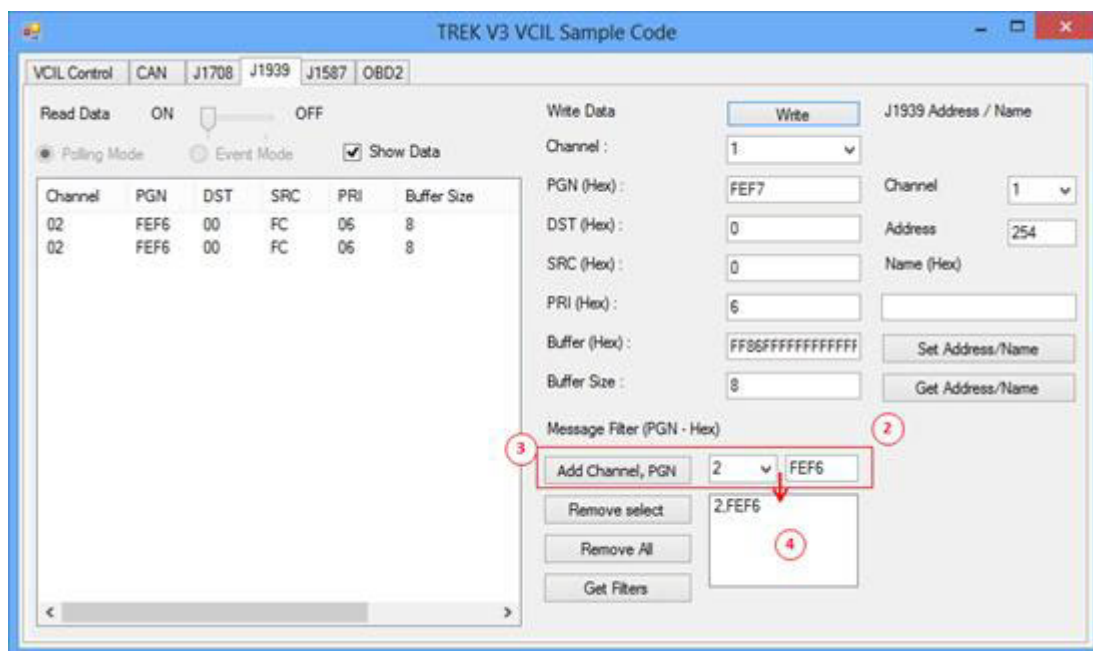 TREK V3 VCIL Sample Code
VCIL Control CAN J1708 J1939 J1587 OBD2
Read Data ON OFF
Polling Mode Event Mode Show Data
Channel PGN DST SRC PRI Buffer Size
02 FEF6 00 FC 06 8
02 FEF6 00 FC 06 8
Write Data Write
Channel : 1
PGN (Hex) : FEF7
DST (Hex) : 0
SRC (Hex) : 0
PRI (Hex) : 6
Buffer (Hex) : FF86FFFFFFFFFFFF
Buffer Size : 8
J1939 Address / Name
Channel 1
Address 254
Name (Hex)
Set Address/Name
Get Address/Name
Message Filter (PGN - Hex)
2
3
Add Channel, PGN 2 FEF6
Remove select 2,FEF6
Remove All 4
Get Filters